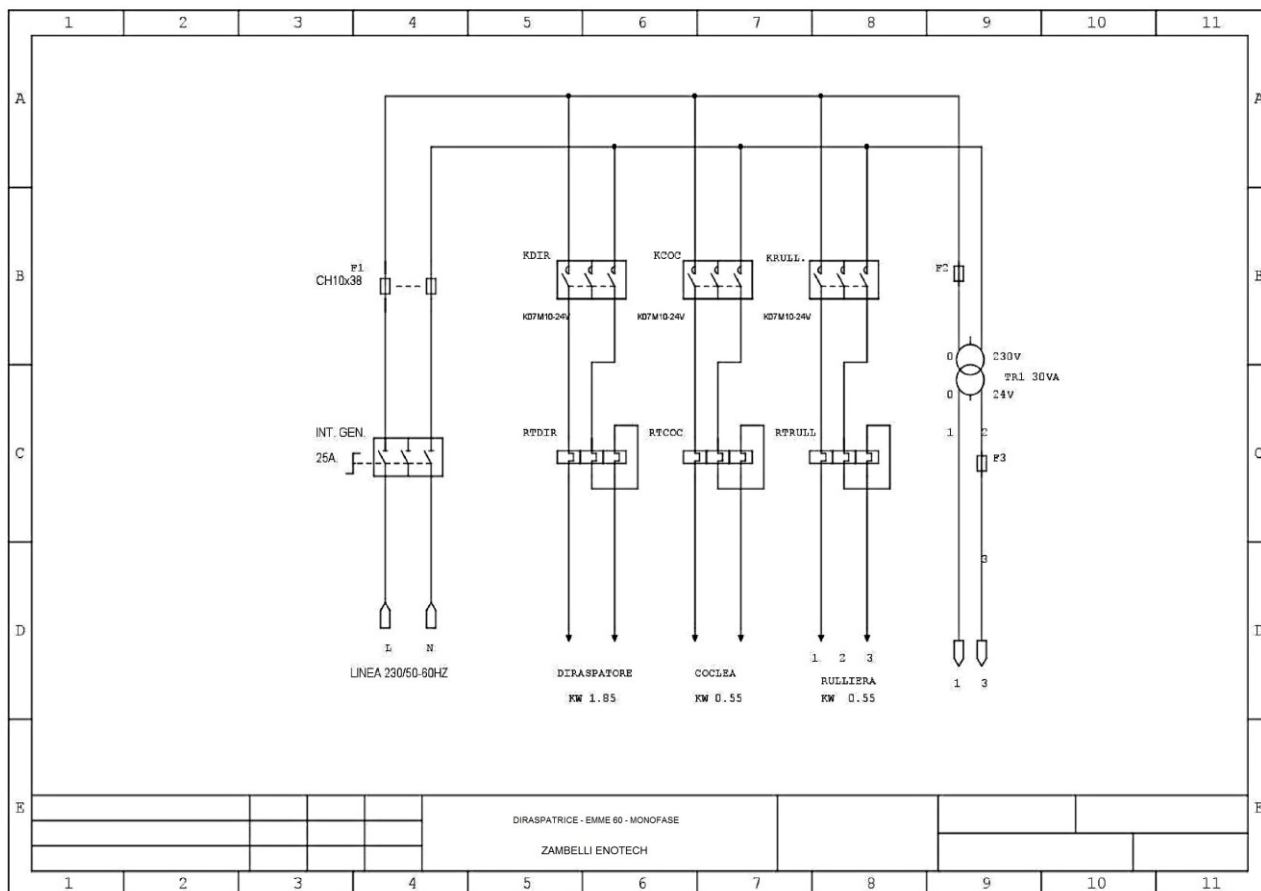 1 2 3 4 5 6 7 8 9 10 11
A A
KDIR KCOC KRULL.
B F1 F2 B
CH10x38
K07M10-24V K07M10-24V K07M10-24V
0 230V
TR1 30VA
0 24V
INT. GEN. RTDIR RTCOC RTRULL 1 2
C 25A. F3 C
3
D D
L N 1 2 3
LINEA 230/50-60HZ DIRASPATORE COCLEA RULLIERA 1 3
KW 1.85 KW 0.55 KW 0.55
E E
DIRASPATRICE - EMME 60 - MONOFASE
ZAMBELLI ENOTECH
1 2 3 4 5 6 7 8 9 10 11